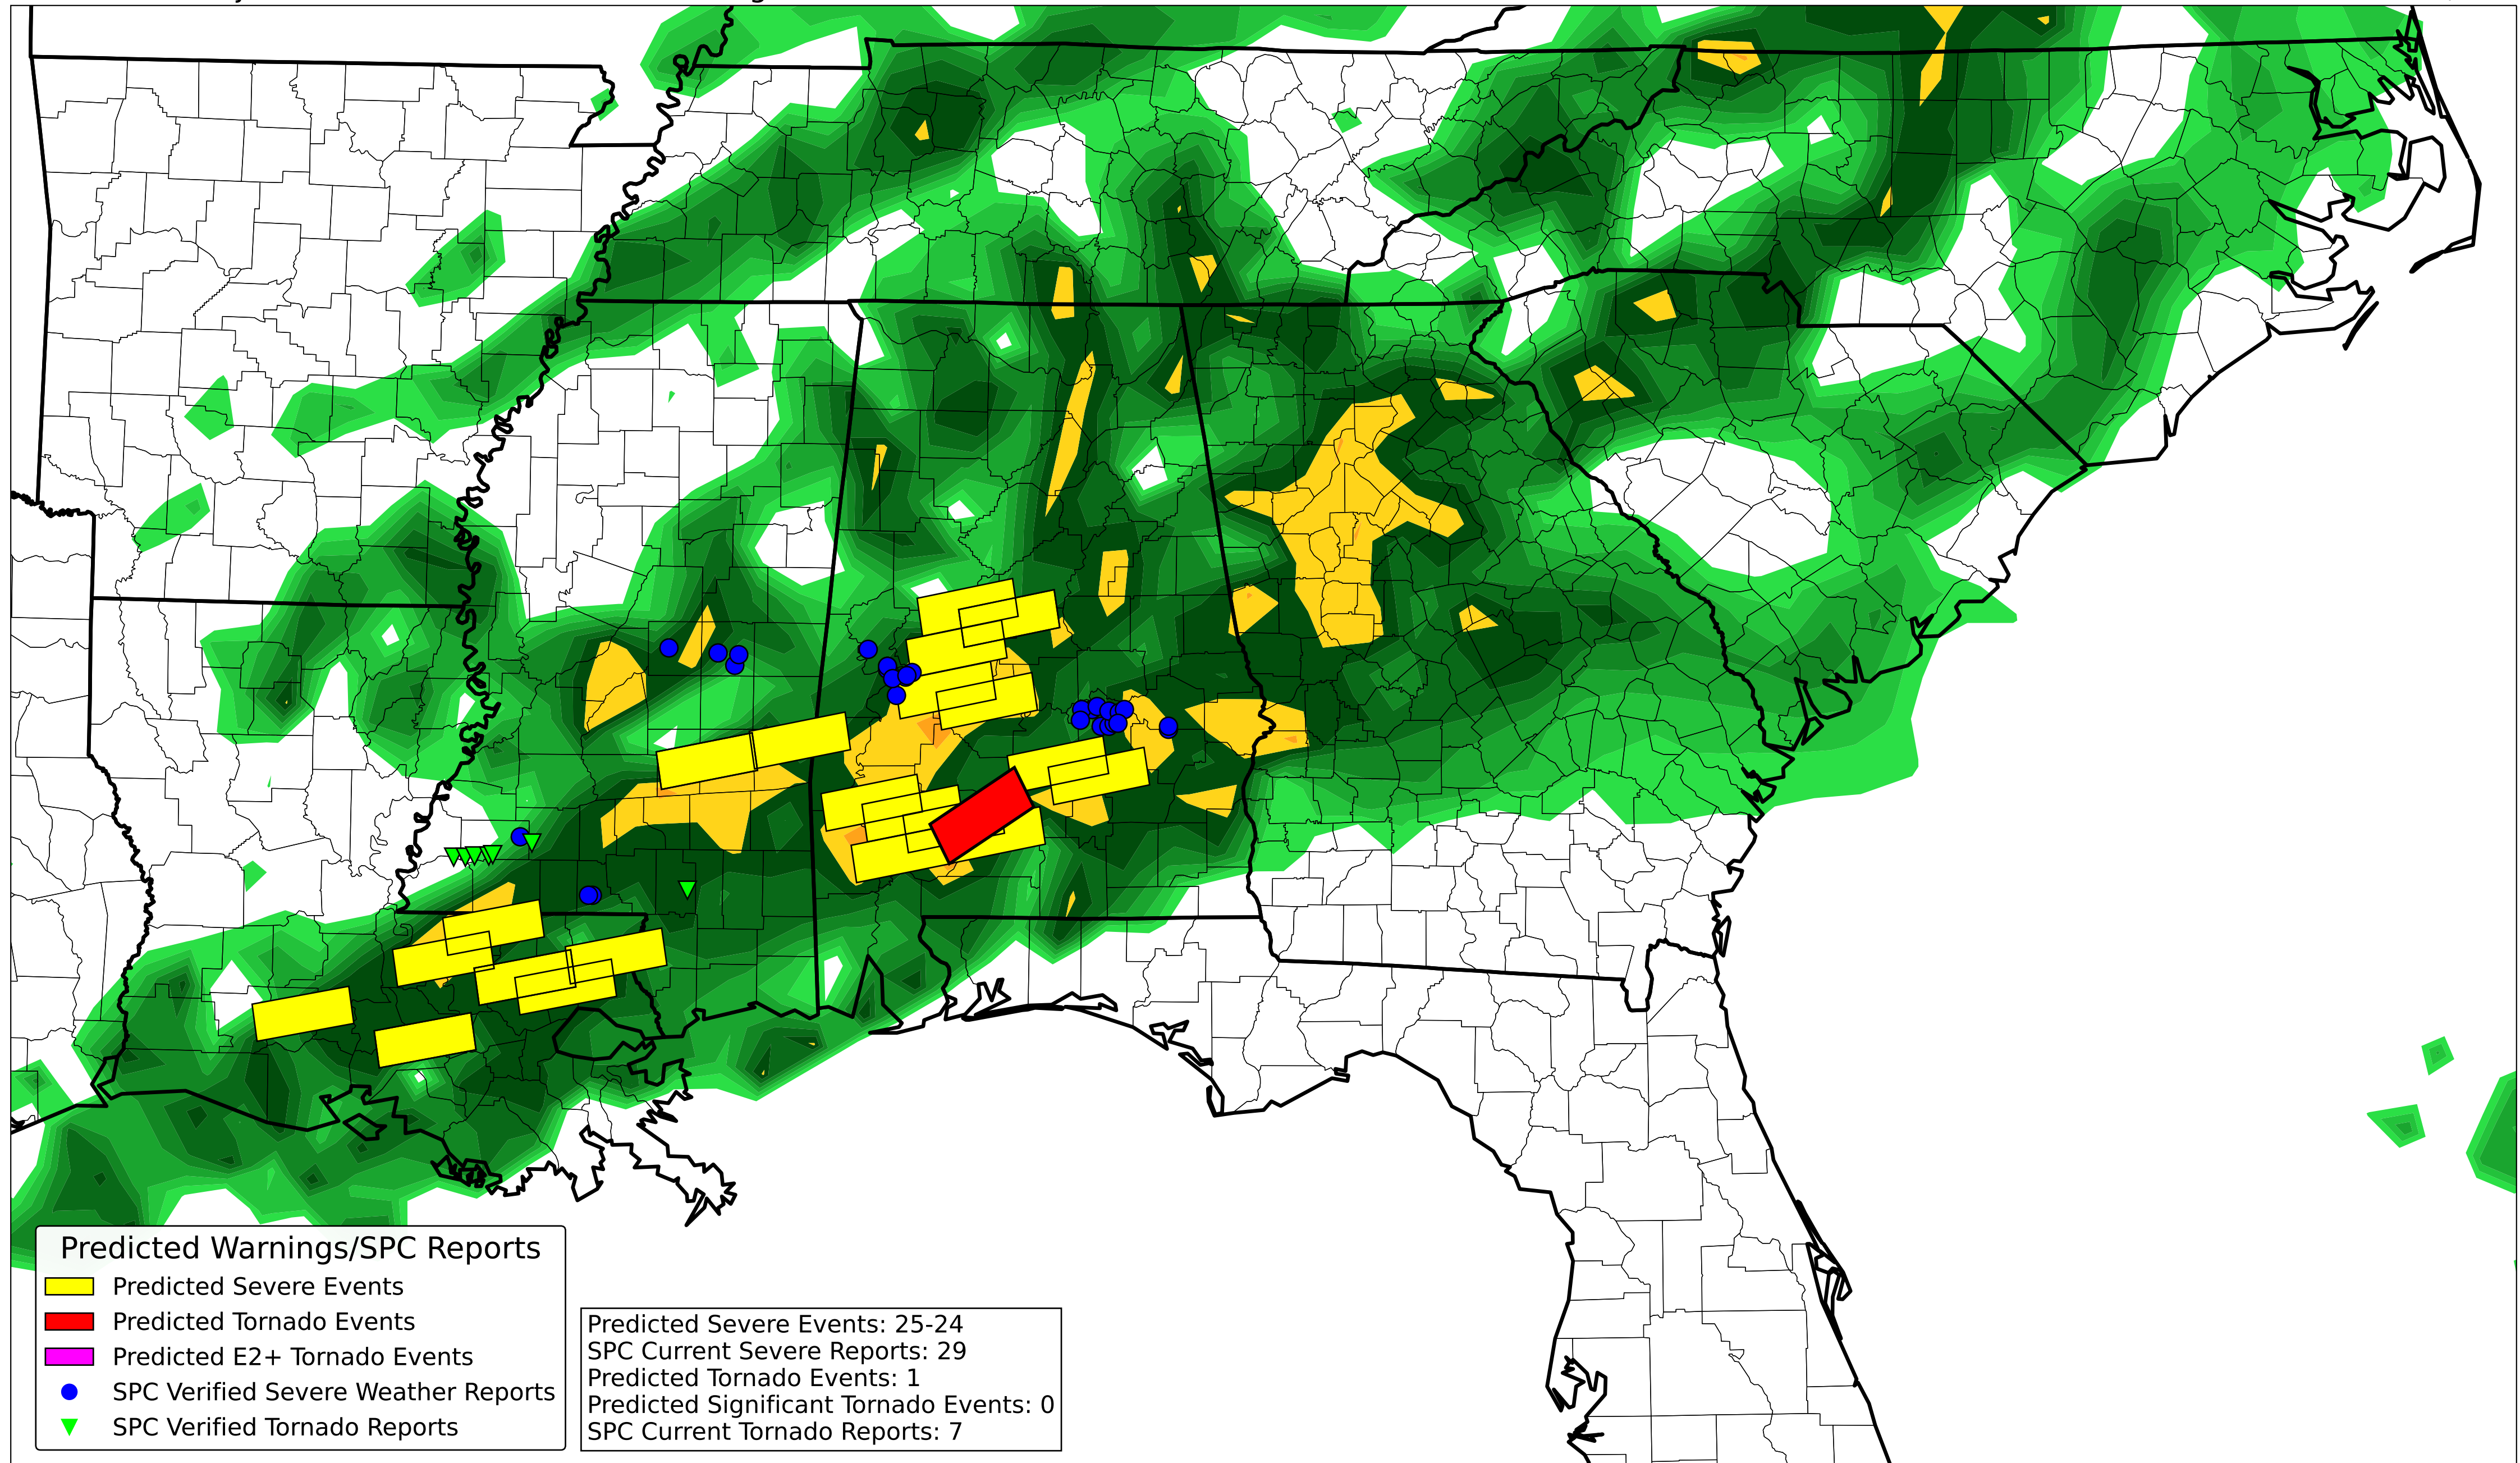 Predicted Warnings/SPC Reports
Predicted Severe Events
Predicted Tornado Events
Predicted E2+ Tornado Events
SPC Verified Severe Weather Reports
SPC Verified Tornado Reports
Predicted Severe Events: 25-24
SPC Current Severe Reports: 29
Predicted Tornado Events: 1
Predicted Significant Tornado Events: 0
SPC Current Tornado Reports: 7